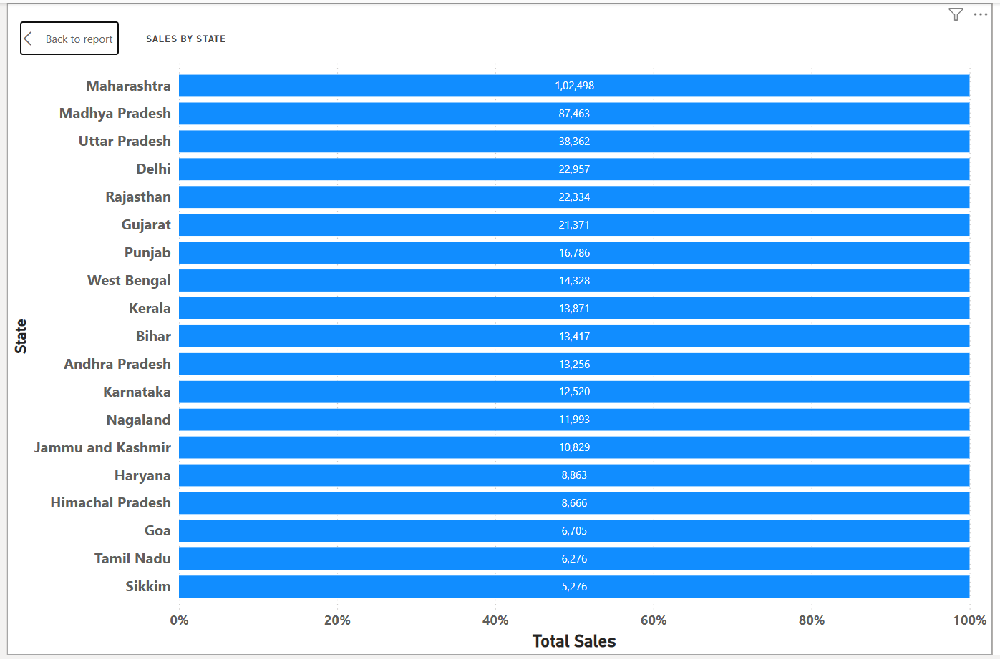 Back to report
SALES BY STATE
Maharashtra 1,02,498
Madhya Pradesh 87,463
Uttar Pradesh 38,362
Delhi 22,957
Rajasthan 22,334
Gujarat 21,371
Punjab 16,786
West Bengal 14,328
Kerala 13,871
Bihar 13,417
Andhra Pradesh 13,256
Karnataka 12,520
Nagaland 11,993
Jammu and Kashmir 10,829
Haryana 8,863
Himachal Pradesh 8,666
Goa 6,705
Tamil Nadu 6,276
Sikkim 5,276
State
0% 20% 40% 60% 80% 100%
Total Sales